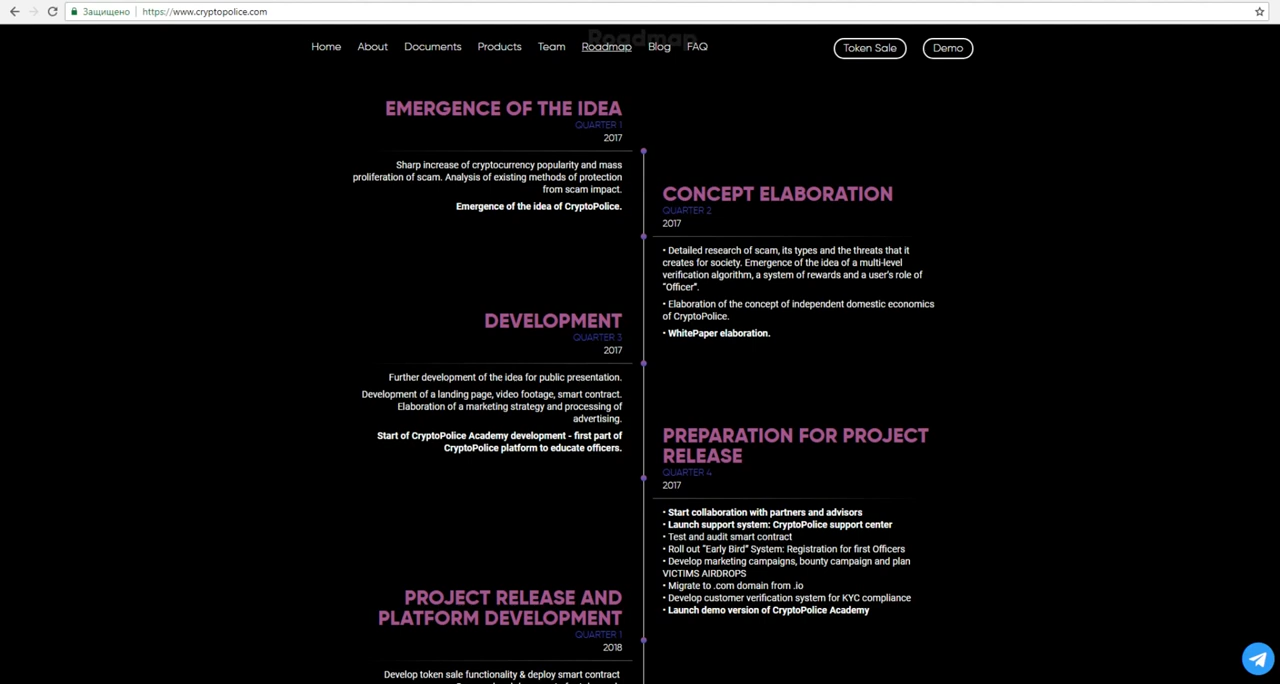 Защищено https://www.cryptopolice.com
Roadmap
Home About Documents Products Team Roadmap Blog FAQ Token Sale Demo
EMERGENCE OF THE IDEA
QUARTER 1
2017
Sharp increase of cryptocurrency popularity and mass
proliferation of scam. Analysis of existing methods of protection
from scam impact.
Emergence of the idea of CryptoPolice.
CONCEPT ELABORATION
QUARTER 2
2017
• Detailed research of scam, its types and the threats that it
creates for society. Emergence of the idea of a multi-level
verification algorithm, a system of rewards and a user's role of
"Officer".
• Elaboration of the concept of independent domestic economics
of CryptoPolice.
• WhitePaper elaboration.
DEVELOPMENT
QUARTER 3
2017
Further development of the idea for public presentation.
Development of a landing page, video footage, smart contract.
Elaboration of a marketing strategy and processing of
advertising.
Start of CryptoPolice Academy development - first part of
CryptoPolice platform to educate officers.
PREPARATION FOR PROJECT
RELEASE
QUARTER 4
2017
• Start collaboration with partners and advisors
• Launch support system: CryptoPolice support center
• Test and audit smart contract
• Roll out "Early Bird" System: Registration for first Officers
• Develop marketing campaigns, bounty campaign and plan
VICTIMS AIRDROPS
• Migrate to .com domain from .io
• Develop customer verification system for KYC compliance
• Launch demo version of CryptoPolice Academy
PROJECT RELEASE AND
PLATFORM DEVELOPMENT
QUARTER 1
2018
Develop token sale functionality & deploy smart contract